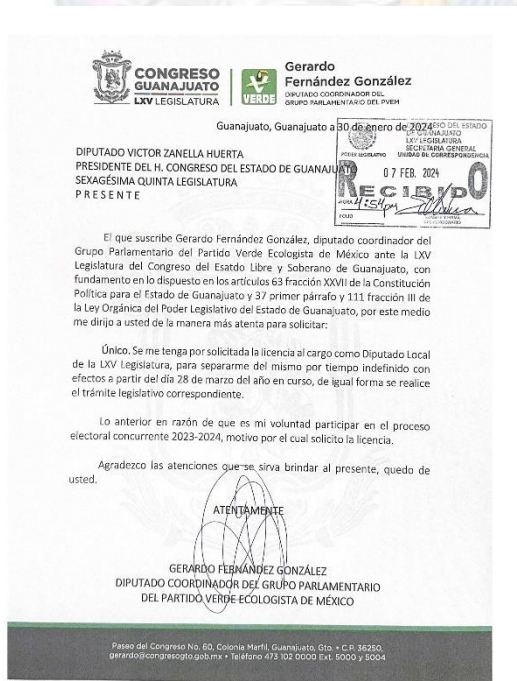 CONGRESO
GUANAJUATO
LXV LEGISLATURA
VERDE
Gerardo
Fernández González
DIPUTADO COORDINADOR DEL
GRUPO PARLAMENTARIO DEL PVEM
Guanajuato, Guanajuato a 30 de enero de 2024
DIPUTADO VICTOR ZANELLA HUERTA
PRESIDENTE DEL H. CONGRESO DEL ESTADO DE GUANAJUATO
SEXAGÉSIMA QUINTA LEGISLATURA
P R E S E N T E
PODER LEGISLATIVO
CONGRESO DEL ESTADO
DE GUANAJUATO
LXV LEGISLATURA
SECRETARIA GENERAL
UNIDAD DE CORRESPONDENCIA
0 7 FEB. 2024
RECIBIDO
HORA 4:54pm
FOLIO
El que suscribe Gerardo Fernández González, diputado coordinador del
Grupo Parlamentario del Partido Verde Ecologista de México ante la LXV
Legislatura del Congreso del Esatdo Libre y Soberano de Guanajuato, con
fundamento en lo dispuesto en los artículos 63 fracción XXVII de la Constitución
Política para el Estado de Guanajuato y 37 primer párrafo y 111 fracción III de
la Ley Orgánica del Poder Legislativo del Estado de Guanajuato, por este medio
me dirijo a usted de la manera más atenta para solicitar:
Único. Se me tenga por solicitada la licencia al cargo como Diputado Local
de la LXV Legislatura, para separarme del mismo por tiempo indefinido con
efectos a partir del día 28 de marzo del año en curso, de igual forma se realice
el trámite legislativo correspondiente.
Lo anterior en razón de que es mi voluntad participar en el proceso
electoral concurrente 2023-2024, motivo por el cual solicito la licencia.
Agradezco las atenciones que se sirva brindar al presente, quedo de
usted.
ATENTAMENTE
GERARDO FERNÁNDEZ GONZÁLEZ
DIPUTADO COORDINADOR DEL GRUPO PARLAMENTARIO
DEL PARTIDO VERDE ECOLOGISTA DE MÉXICO
Paseo del Congreso No. 60, Colonia Marfil, Guanajuato, Gto. • C.P. 36250,
gerardo@congresogto.gob.mx • Teléfono 473 102 0000 Ext. 5000 y 5004